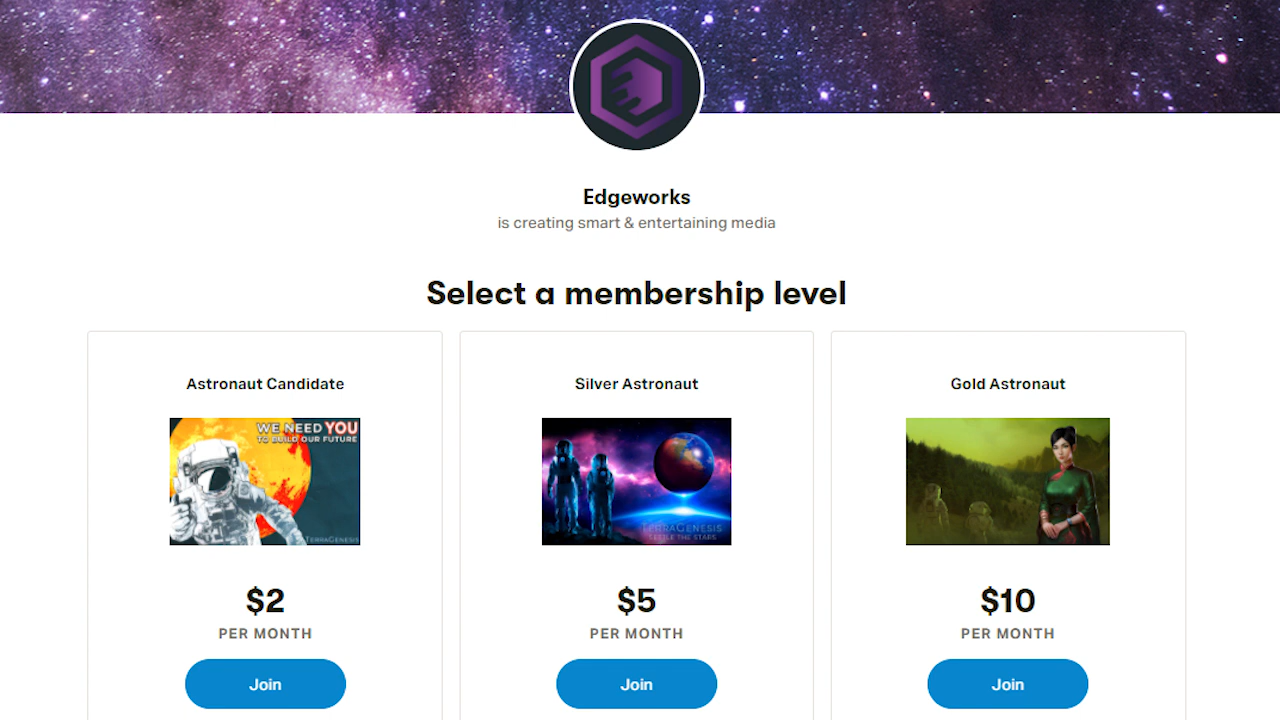 Edgeworks
is creating smart & entertaining media
Select a membership level
Astronaut Candidate
WE NEED YOU
TO BUILD OUR FUTURE
TERRAGENESIS
$2
PER MONTH
Join
Silver Astronaut
TERRAGENESIS
SETTLE THE STARS
$5
PER MONTH
Join
Gold Astronaut
$10
PER MONTH
Join